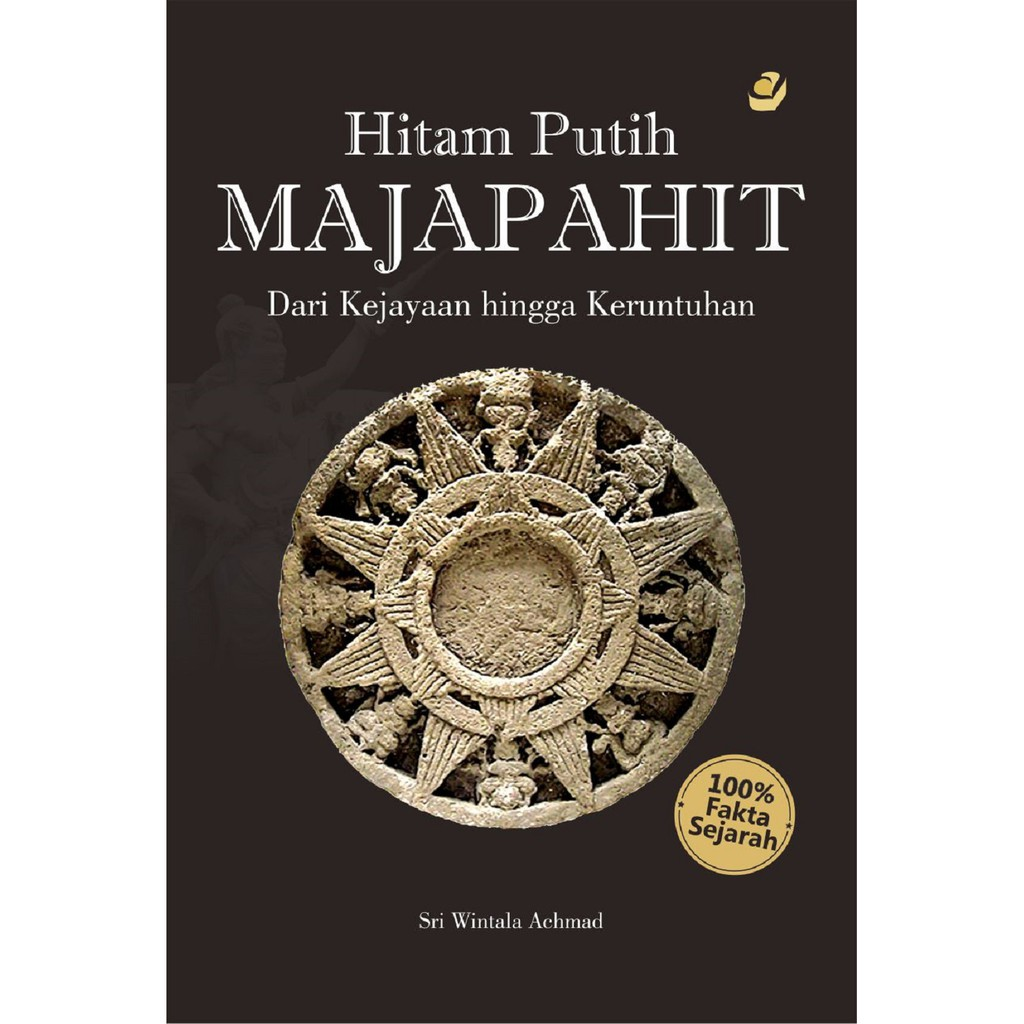 Hitam Putih
MAJAPAHIT
Dari Kejayaan hingga Keruntuhan
100%
Fakta
Sejarah
Sri Wintala Achmad